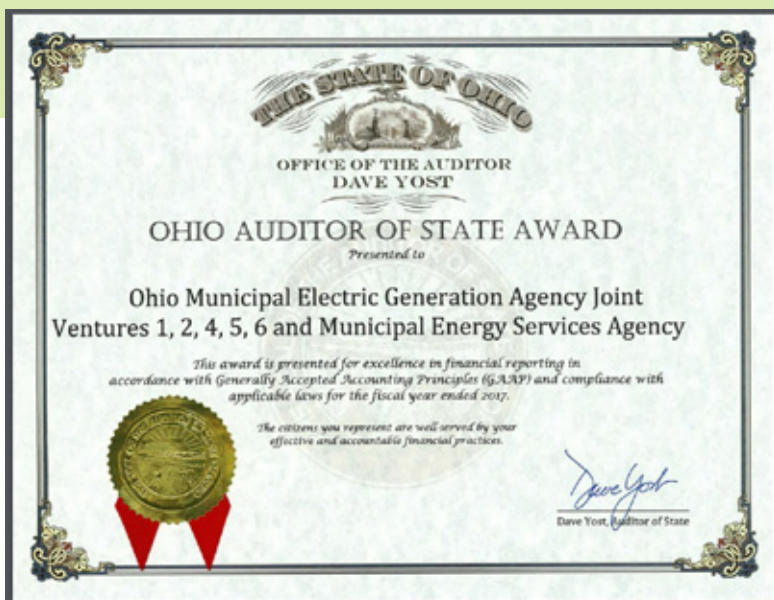 THE STATE OF OHIO
OFFICE OF THE AUDITOR
DAVE YOST
OHIO AUDITOR OF STATE AWARD
Presented to
Ohio Municipal Electric Generation Agency Joint
Ventures 1, 2, 4, 5, 6 and Municipal Energy Services Agency
This award is presented for excellence in financial reporting in
accordance with Generally Accepted Accounting Principles (GAAP) and compliance with
applicable laws for the fiscal year ended 2017.
The citizens you represent are well-served by your
effective and accountable financial practices.
Dave Yost
Dave Yost, Auditor of State